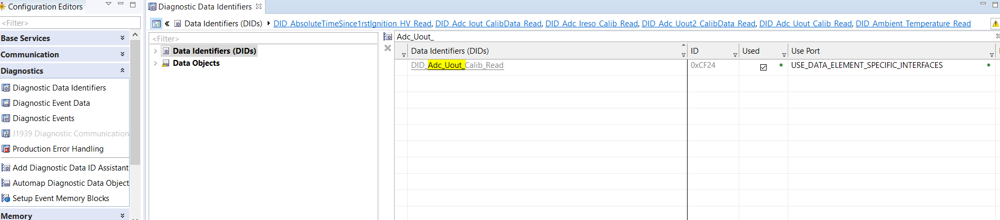 Configuration Editors
<Filter>
Base Services
Communication
Diagnostics
Diagnostic Data Identifiers
Diagnostic Event Data
Diagnostic Events
J1939 Diagnostic Communication
Production Error Handling
Add Diagnostic Data ID Assistant
Automap Diagnostic Data Object
Setup Event Memory Blocks
Memory
Diagnostic Data Identifiers
Data Identifiers (DIDs) DID_AbsoluteTimeSince1rstIgnition_HV_Read, DID_Adc_Iout_CalibData_Read, DID_Adc_Ireso_Calib_Read, DID_Adc_Uout2_CalibData_Read, DID_Adc_Uout_Calib_Read, DID_Ambient_Temperature_Read
<Filter>
Data Identifiers (DIDs)
Data Objects
Adc_Uout_
Data Identifiers (DIDs) ID Used Use Port
DID_Adc_Uout_Calib_Read 0xCF24 * USE_DATA_ELEMENT_SPECIFIC_INTERFACES *